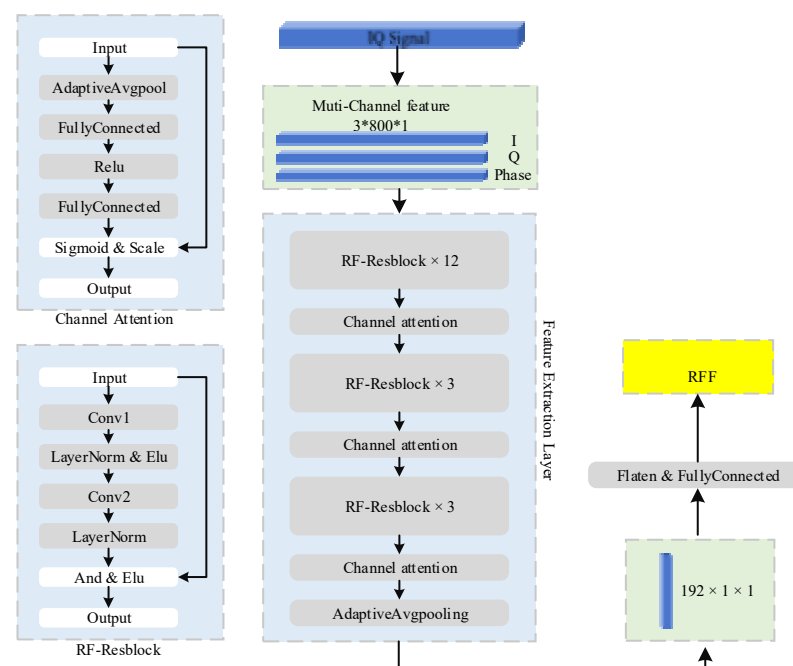 Input
AdaptiveAvgpool
FullyConnected
Relu
FullyConnected
Sigmoid & Scale
Output
Channel Attention
Input
Conv1
LayerNorm & Elu
Conv2
LayerNorm
And & Elu
Output
RF-Resblock
IQ Signal
Muti-Channel feature
3*800*1
I
Q
Phase
RF-Resblock × 12
Channel attention
RF-Resblock × 3
Channel attention
RF-Resblock × 3
Channel attention
AdaptiveAvgpooling
Feature Extraction Layer
RFF
Flaten & FullyConnected
192 × 1 × 1